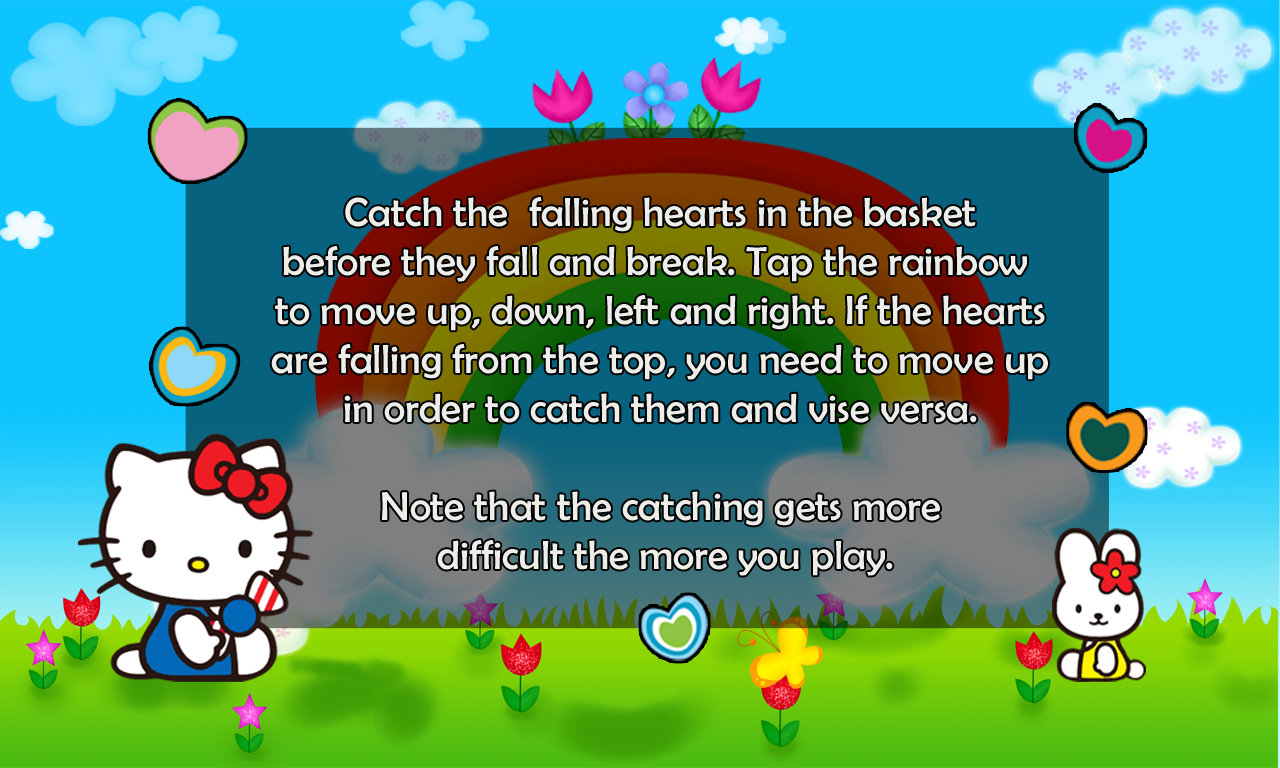 Catch the  falling hearts in the basket
before they fall and break. Tap the rainbow
to move up, down, left and right. If the hearts
are falling from the top, you need to move up
in order to catch them and vise versa.
Note that the catching gets more
difficult the more you play.